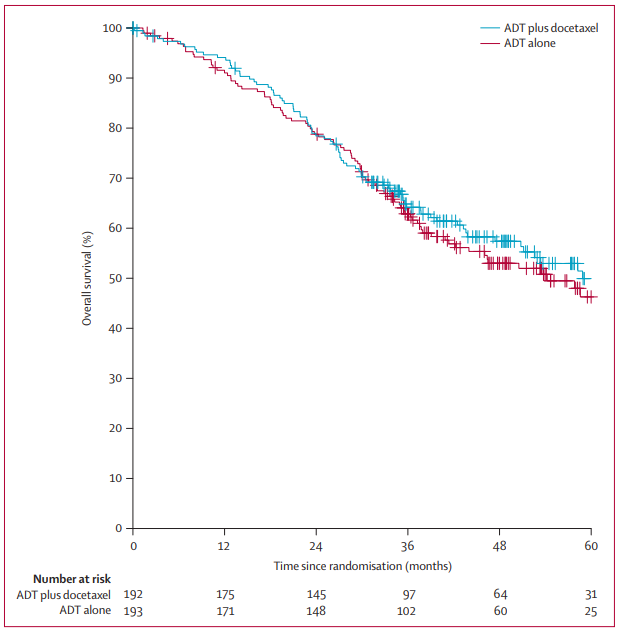 ADT plus docetaxel
ADT alone
100
90
80
70
60
50
40
30
20
10
0
Overall survival (%)
0 12 24 36 48 60
Time since randomisation (months)
Number at risk
ADT plus docetaxel 192 175 145 97 64 31
ADT alone 193 171 148 102 60 25